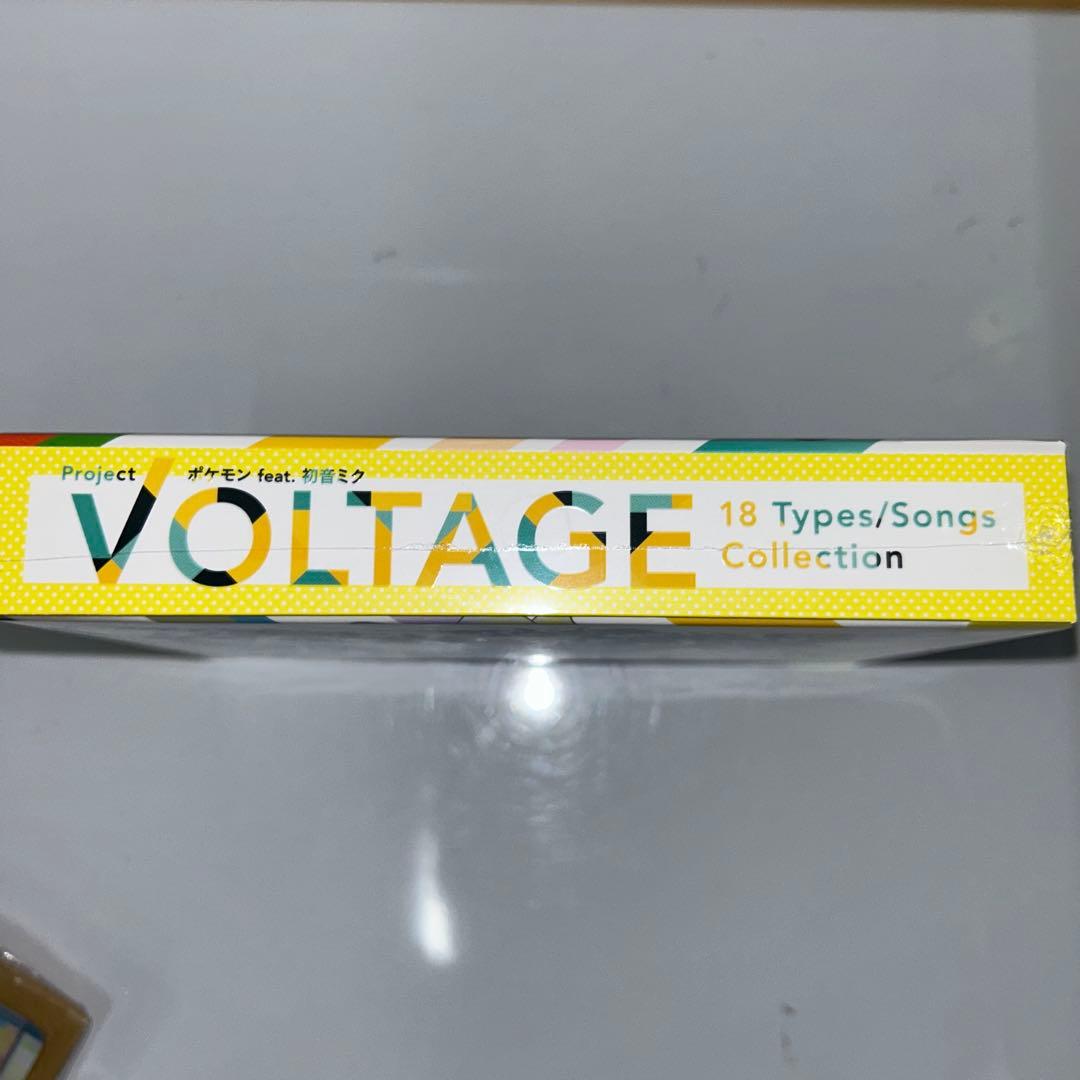 Project ポケモン feat. 初音ミク
VOLTAGE
18 Types/Songs
Collection